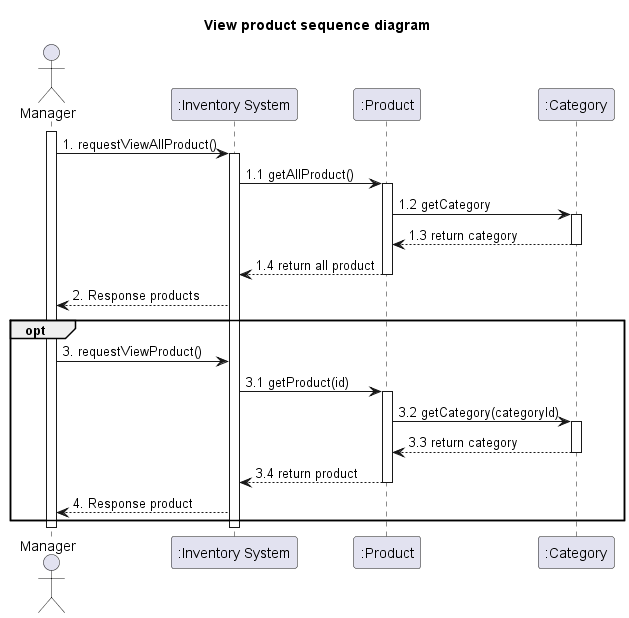 View product sequence diagram
Manager
:Inventory System
:Product
:Category
1. requestViewAllProduct()
1.1 getAllProduct()
1.2 getCategory
1.3 return category
1.4 return all product
2. Response products
opt
3. requestViewProduct()
3.1 getProduct(id)
3.2 getCategory(categoryId)
3.3 return category
3.4 return product
4. Response product
Manager
:Inventory System
:Product
:Category